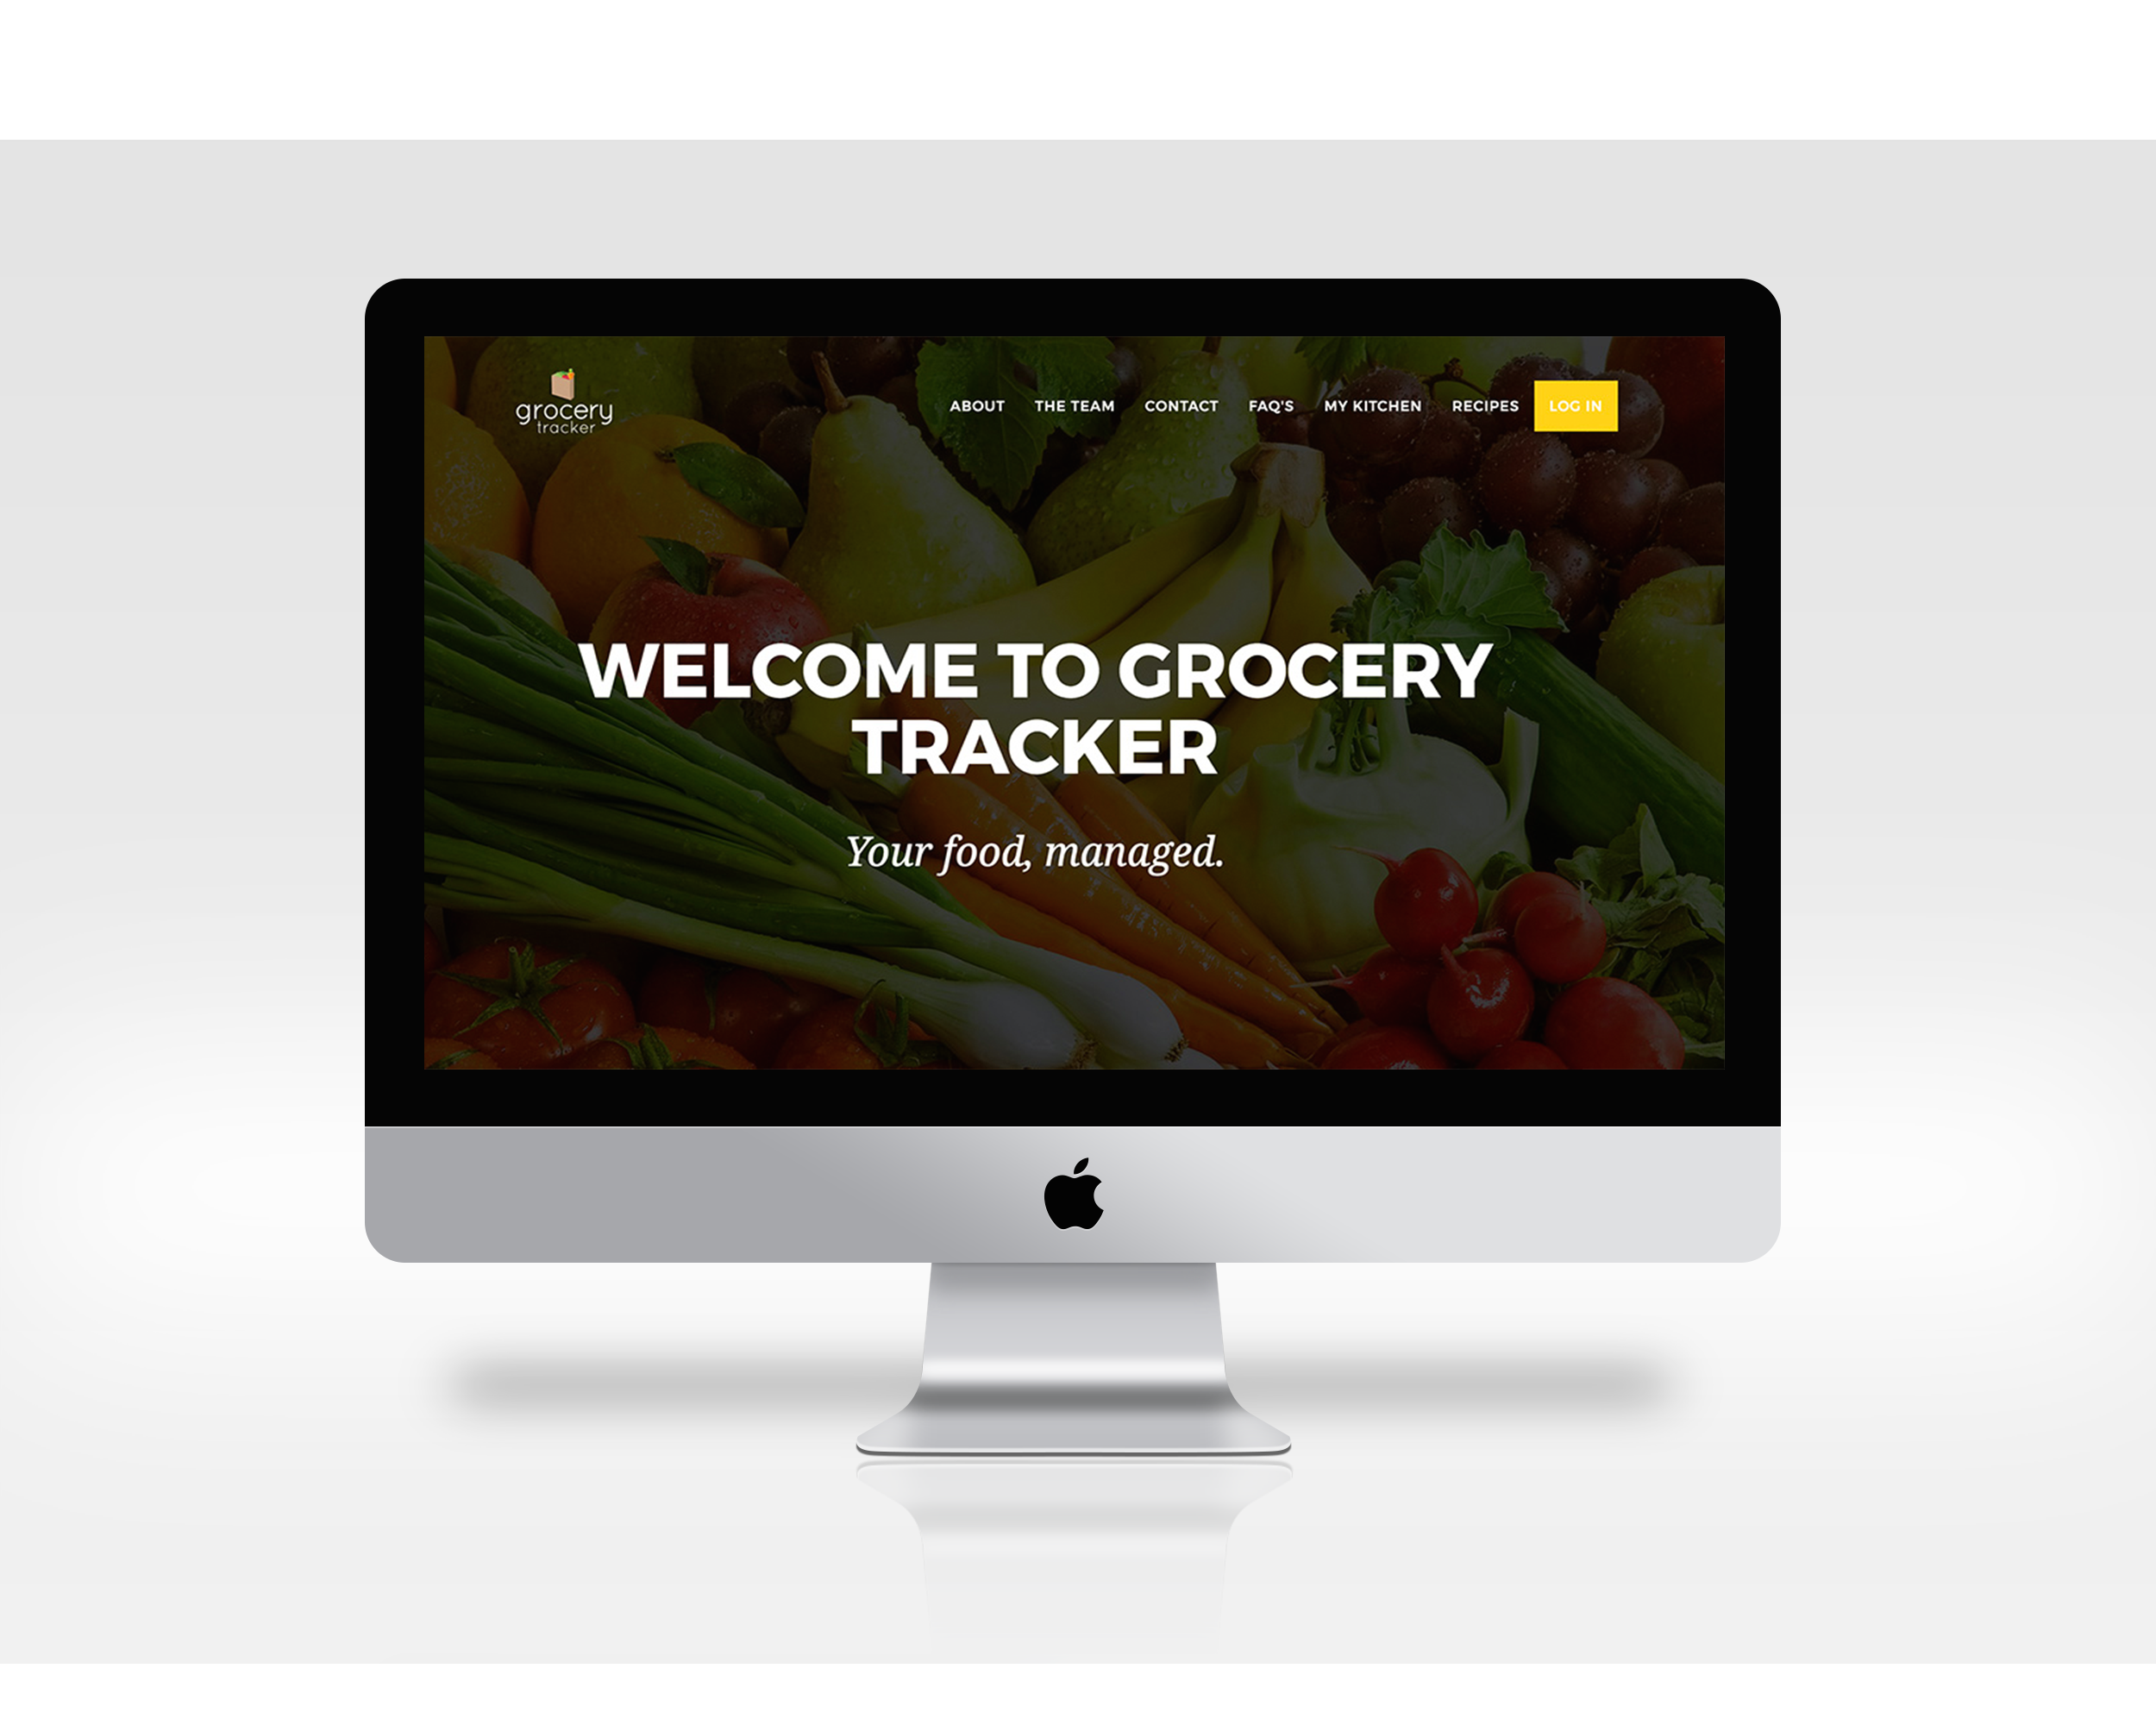 grocery
tracker
ABOUT THE TEAM CONTACT FAQ'S MY KITCHEN RECIPES LOG IN
WELCOME TO GROCERY
TRACKER
Your food, managed.